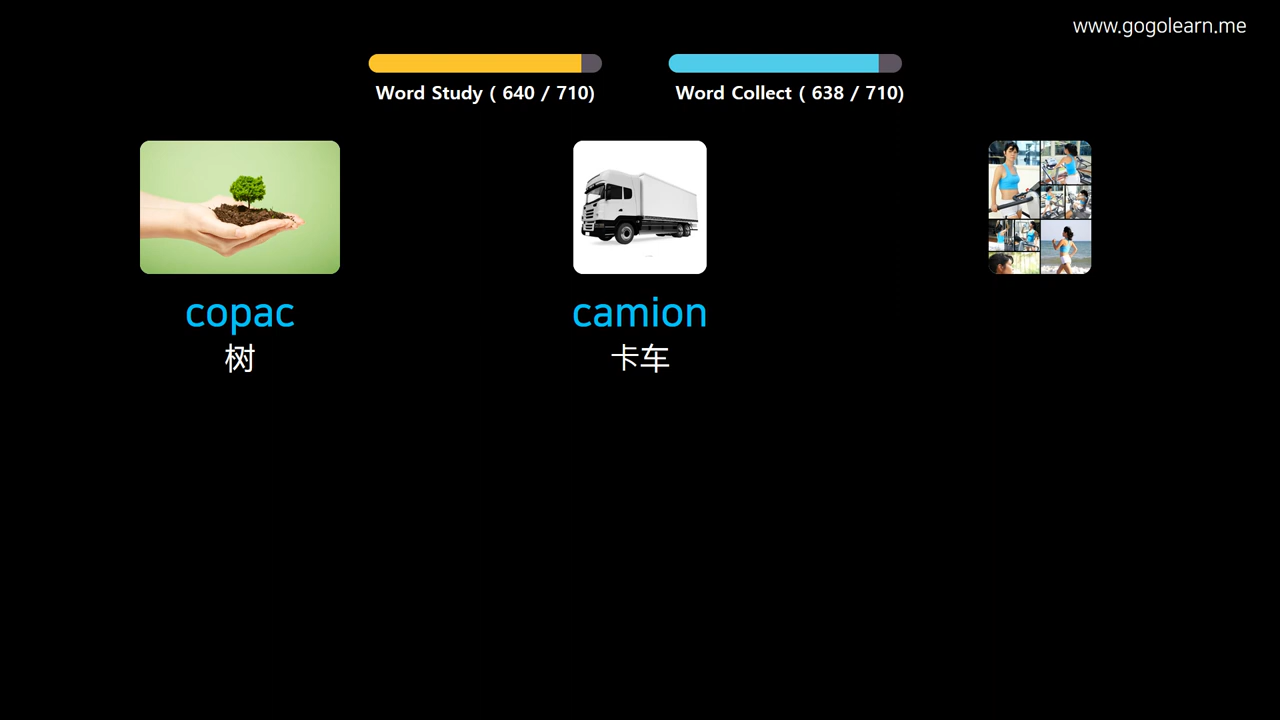 www.gogolearn.me
Word Study ( 640 / 710)
Word Collect ( 638 / 710)
copac
camion
树
卡车